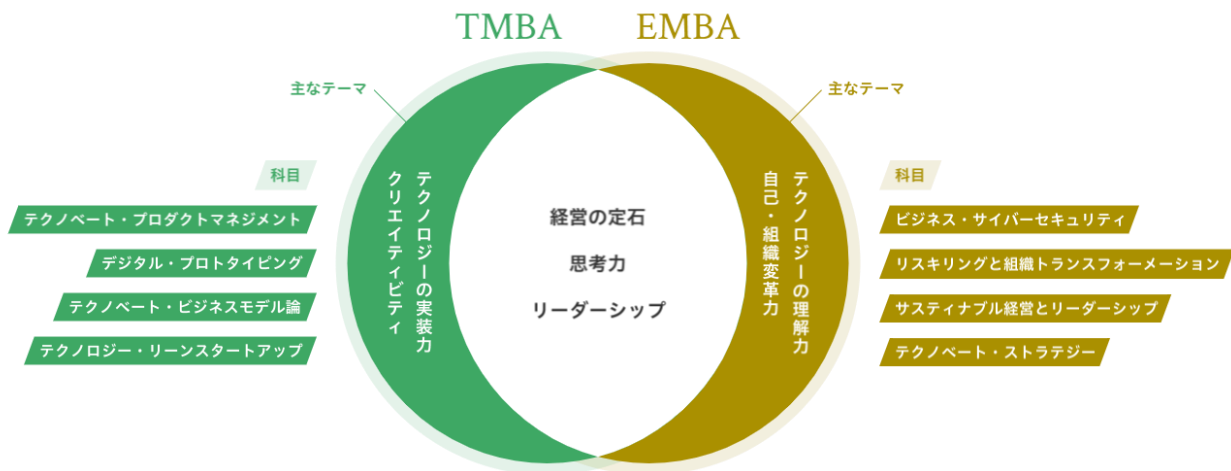 TMBA
EMBA
主なテーマ
主なテーマ
科目
テクノベート・プロダクトマネジメント
デジタル・プロトタイピング
テクノベート・ビジネスモデル論
テクノロジー・リーンスタートアップ
テクノロジーの実装力
クリエイティビティ
経営の定石
思考力
リーダーシップ
テクノロジーの理解力
自己・組織変革力
科目
ビジネス・サイバーセキュリティ
リスキリングと組織トランスフォーメーション
サスティナブル経営とリーダーシップ
テクノベート・ストラテジー